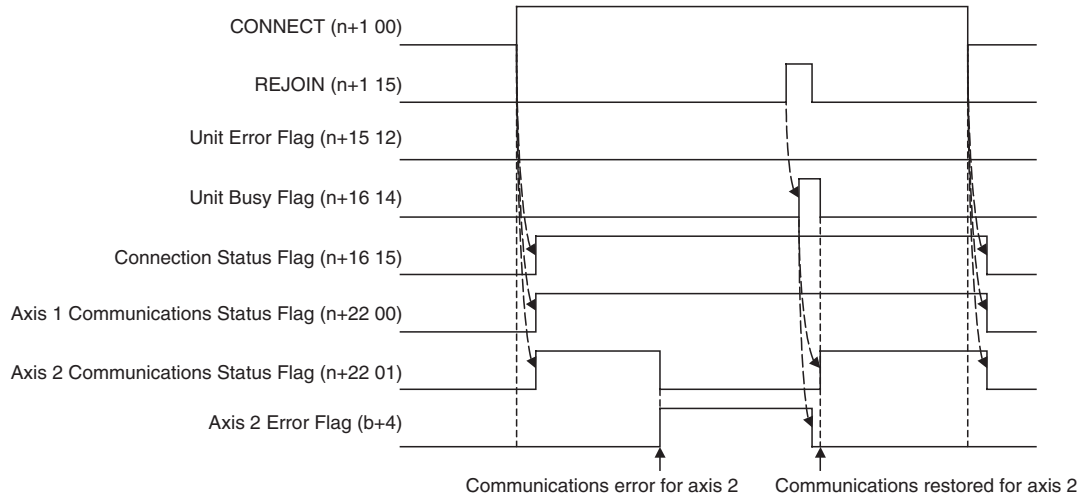 CONNECT (n+1 00)
REJOIN (n+1 15)
Unit Error Flag (n+15 12)
Unit Busy Flag (n+16 14)
Connection Status Flag (n+16 15)
Axis 1 Communications Status Flag (n+22 00)
Axis 2 Communications Status Flag (n+22 01)
Axis 2 Error Flag (b+4)
Communications error for axis 2
Communications restored for axis 2